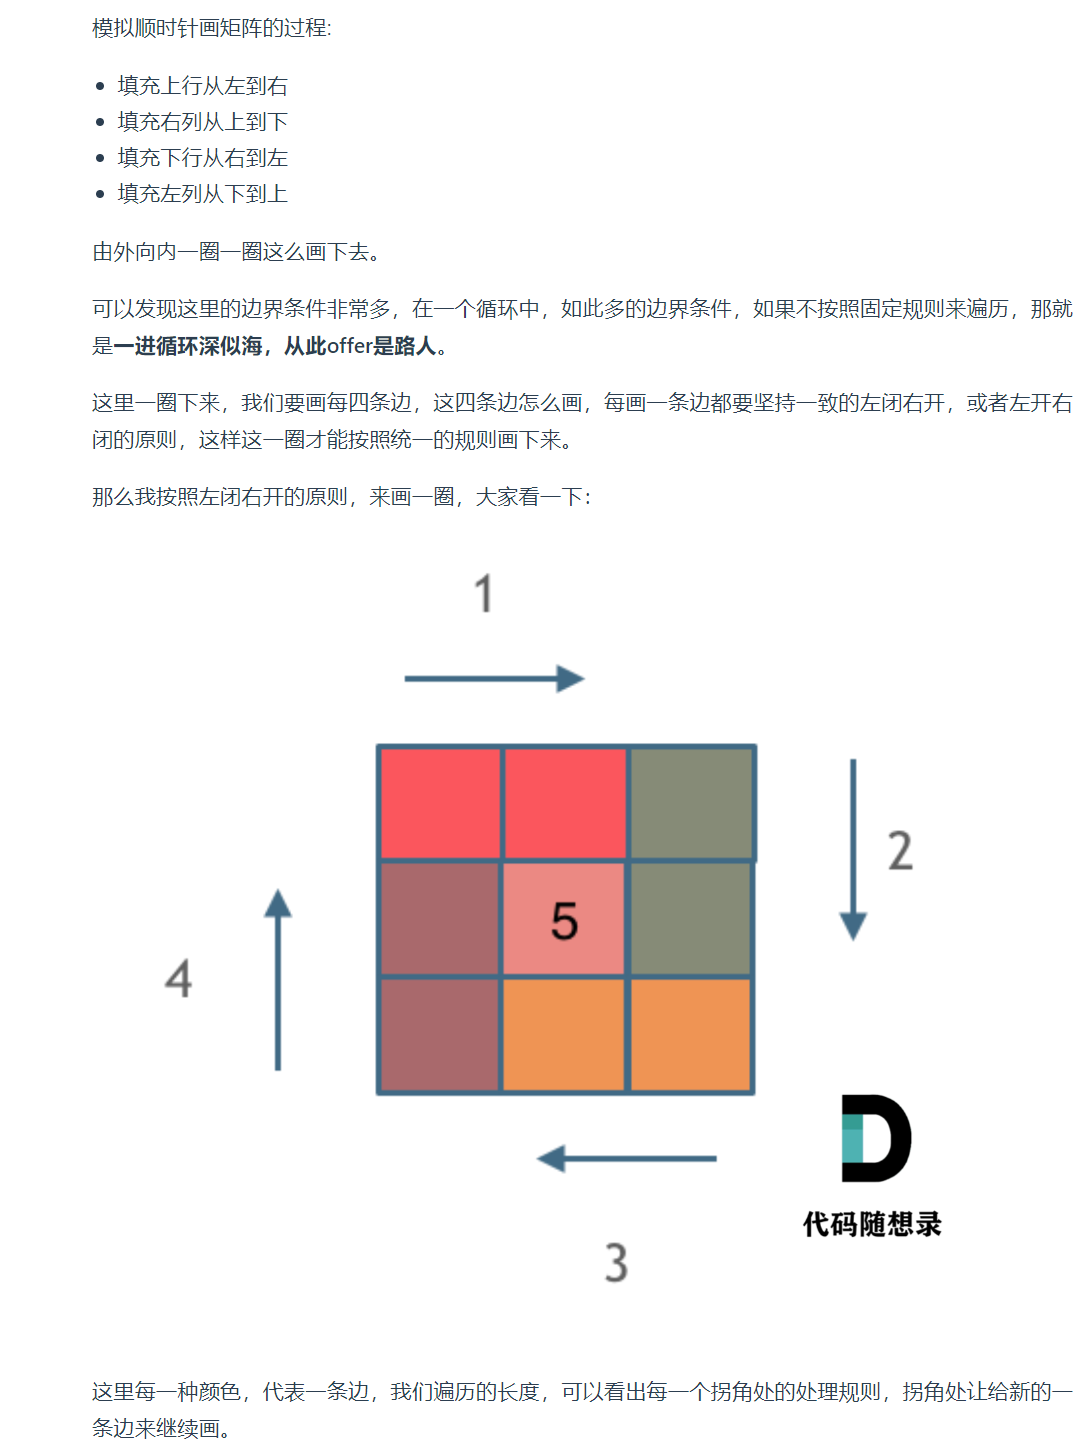 模拟顺时针画矩阵的过程:
填充上行从左到右
填充右列从上到下
填充下行从右到左
填充左列从下到上
由外向内一圈一圈这么画下去。
可以发现这里的边界条件非常多，在一个循环中，如此多的边界条件，如果不按照固定规则来遍历，那就
是一进循环深似海，从此offer是路人。
这里一圈下来，我们要画每四条边，这四条边怎么画，每画一条边都要坚持一致的左闭右开，或者左开右
闭的原则，这样这一圈才能按照统一的规则画下来。
那么我按照左闭右开的原则，来画一圈，大家看一下：
1
2
5
4
代码随想录
3
这里每一种颜色，代表一条边，我们遍历的长度，可以看出每一个拐角处的处理规则，拐角处让给新的一
条边来继续画。